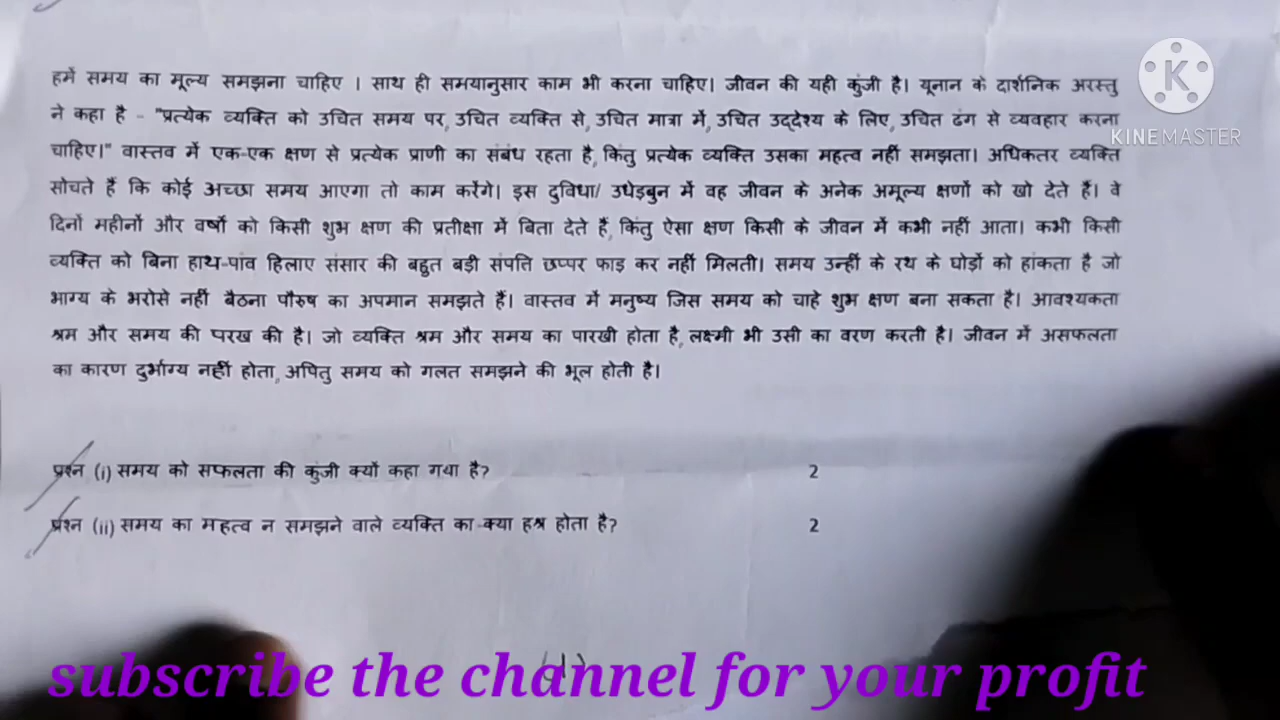 हमें समय का मूल्य समझना चाहिए । साथ ही समयानुसार काम भी करना चाहिए। जीवन की यही कुंजी है। यूनान के दार्शनिक अरस्तु
ने कहा है - "प्रत्येक व्यक्ति को उचित समय पर, उचित व्यक्ति से, उचित मात्रा में, उचित उद्देश्य के लिए, उचित ढंग से व्यवहार करना
चाहिए।" वास्तव में एक-एक क्षण से प्रत्येक प्राणी का संबंध रहता है, किंतु प्रत्येक व्यक्ति उसका महत्व नहीं समझता। अधिकतर व्यक्ति
सोचते हैं कि कोई अच्छा समय आएगा तो काम करेंगे। इस दुविधा/ उधेड़बुन में वह जीवन के अनेक अमूल्य क्षणों को खो देते हैं। वे
दिनों महीनों और वर्षों को किसी शुभ क्षण की प्रतीक्षा में बिता देते हैं, किंतु ऐसा क्षण किसी के जीवन में कभी नहीं आता। कभी किसी
व्यक्ति को बिना हाथ-पांव हिलाए संसार की बहुत बड़ी संपति छप्पर फाड़ कर नहीं मिलती। समय उन्हीं के रथ के घोड़ों को हांकता है जो
भाग्य के भरोसे नहीं बैठना पौरुष का अपमान समझते हैं। वास्तव में मनुष्य जिस समय को चाहे शुभ क्षण बना सकता है। आवश्यकता
श्रम और समय की परख की है। जो व्यक्ति श्रम और समय का पारखी होता है, लक्ष्मी भी उसी का वरण करती है। जीवन में असफलता
का कारण दुर्भाग्य नहीं होता, अपितु समय को गलत समझने की भूल होती है।
प्रश्न (i) समय को सफलता की कुंजी क्यों कहा गया है? 2
प्रश्न (ii) समय का महत्व न समझने वाले व्यक्ति का क्या हश्र होता है? 2
subscribe the channel for your profit
K
KINEMASTER